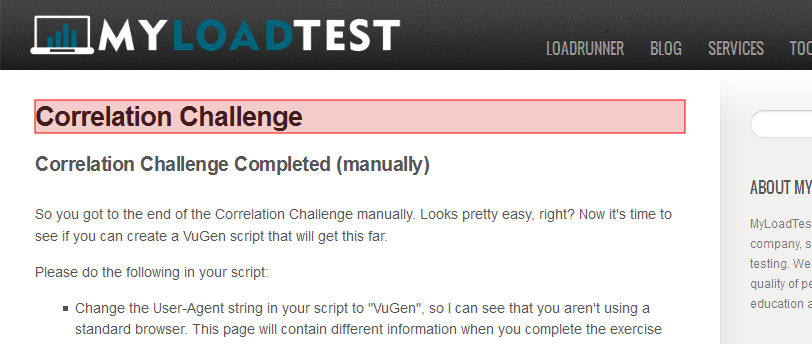 MYLOADTEST
LOADRUNNER BLOG SERVICES
Correlation Challenge
Correlation Challenge Completed (manually)
So you got to the end of the Correlation Challenge manually. Looks pretty easy, right? Now it's time to
see if you can create a VuGen script that will get this far.
Please do the following in your script:
Change the User-Agent string in your script to "VuGen", so I can see that you aren't using a
standard browser. This page will contain different information when you complete the exercise
ABOUT MY
MyLoadTes
company, s
testing. We
quality of pe
education a